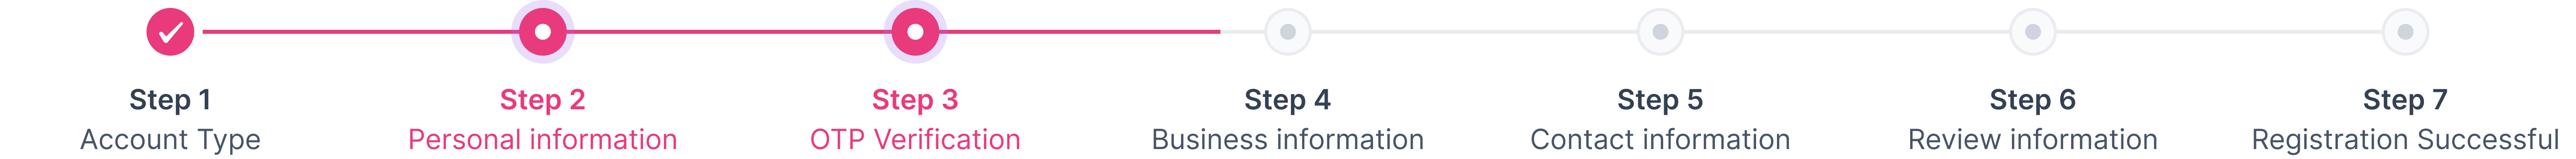 Step 1
Account Type
Step 2
Personal information
Step 3
OTP Verification
Step 4
Business information
Step 5
Contact information
Step 6
Review information
Step 7
Registration Successful